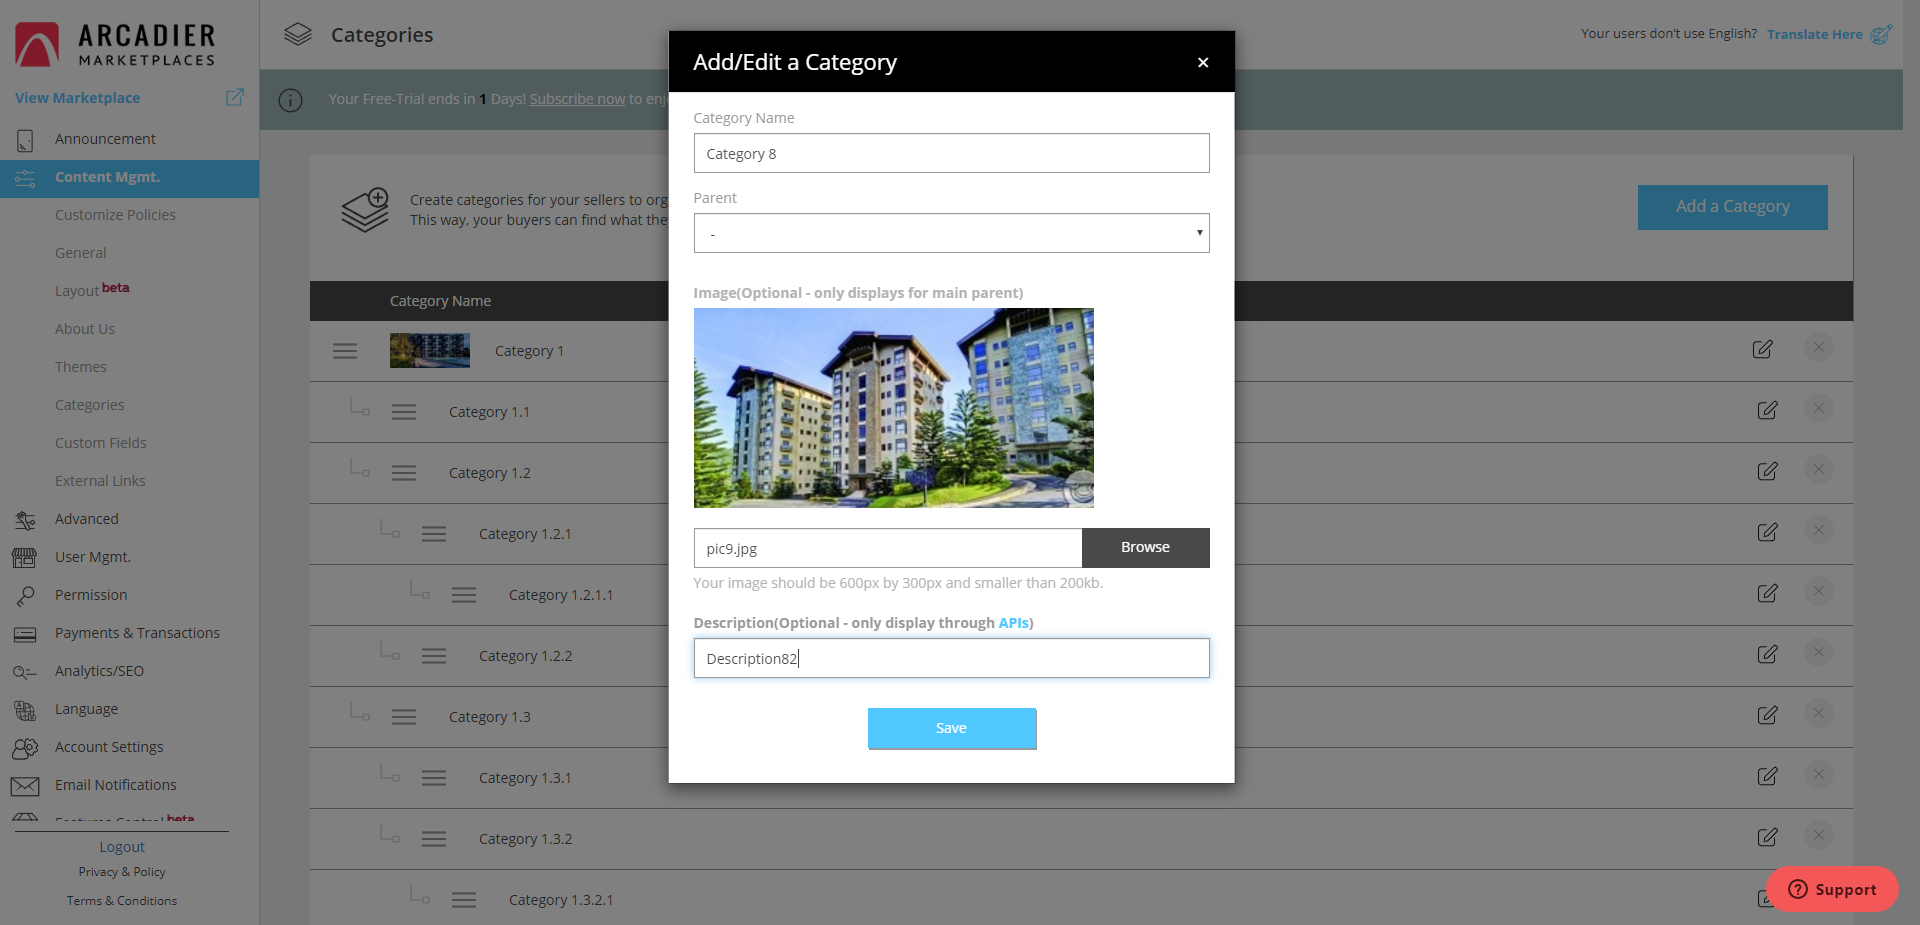 ARCADIER
MARKETPLACES
View Marketplace
Announcement
Content Mgmt.
Customize Policies
General
Layout beta
About Us
Themes
Categories
Custom Fields
External Links
Advanced
User Mgmt.
Permission
Payments & Transactions
Analytics/SEO
Language
Account Settings
Email Notifications
Features Control beta
Logout
Privacy & Policy
Terms & Conditions
Categories
Your users don't use English? Translate Here
Your Free-Trial ends in 1 Days! Subscribe now to enj
Create categories for your sellers to org
This way, your buyers can find what the
Add a Category
Category Name
Category 1
Category 1.1
Category 1.2
Category 1.2.1
Category 1.2.1.1
Category 1.2.2
Category 1.3
Category 1.3.1
Category 1.3.2
Category 1.3.2.1
Add/Edit a Category
Category Name
Category 8
Parent
-
Image(Optional - only displays for main parent)
pic9.jpg
Browse
Your image should be 600px by 300px and smaller than 200kb.
Description(Optional - only display through APIs)
Description82
Save
Support